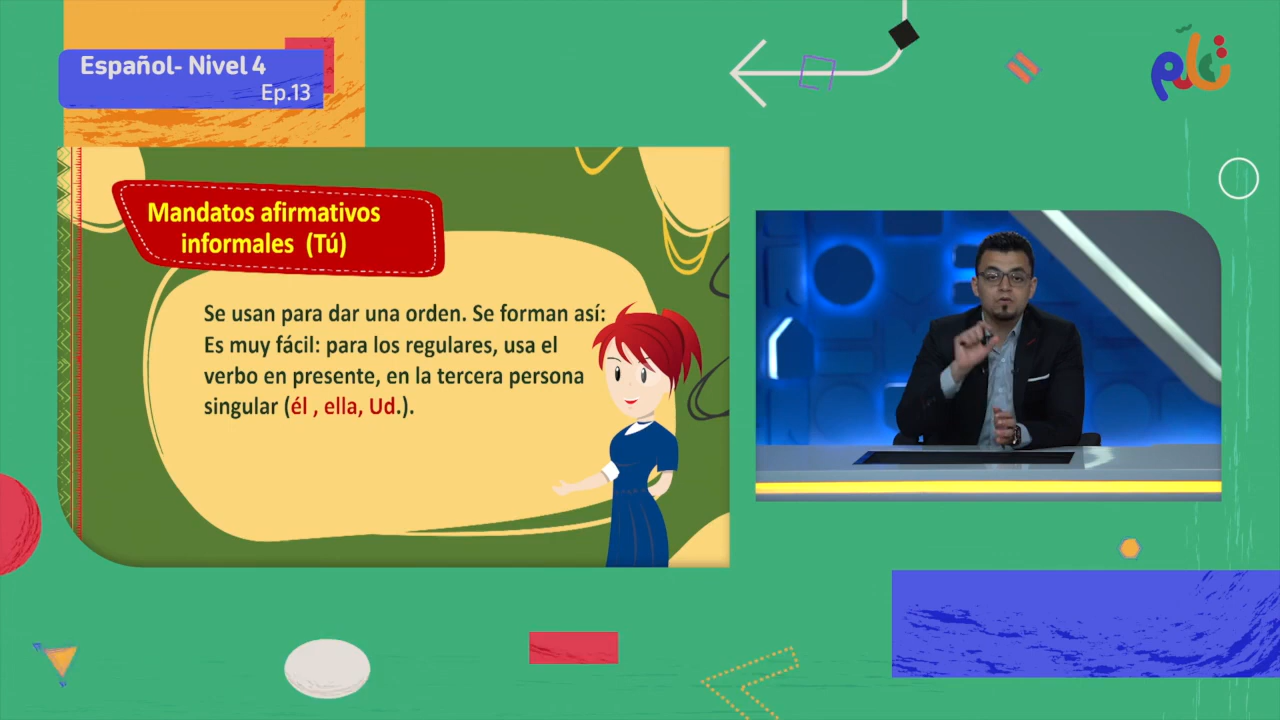 Español- Nivel 4
Ep.13
نتعلم
Mandatos afirmativos
informales (Tú)
Se usan para dar una orden. Se forman así:
Es muy fácil: para los regulares, usa el
verbo en presente, en la tercera persona
singular (él , ella, Ud.).